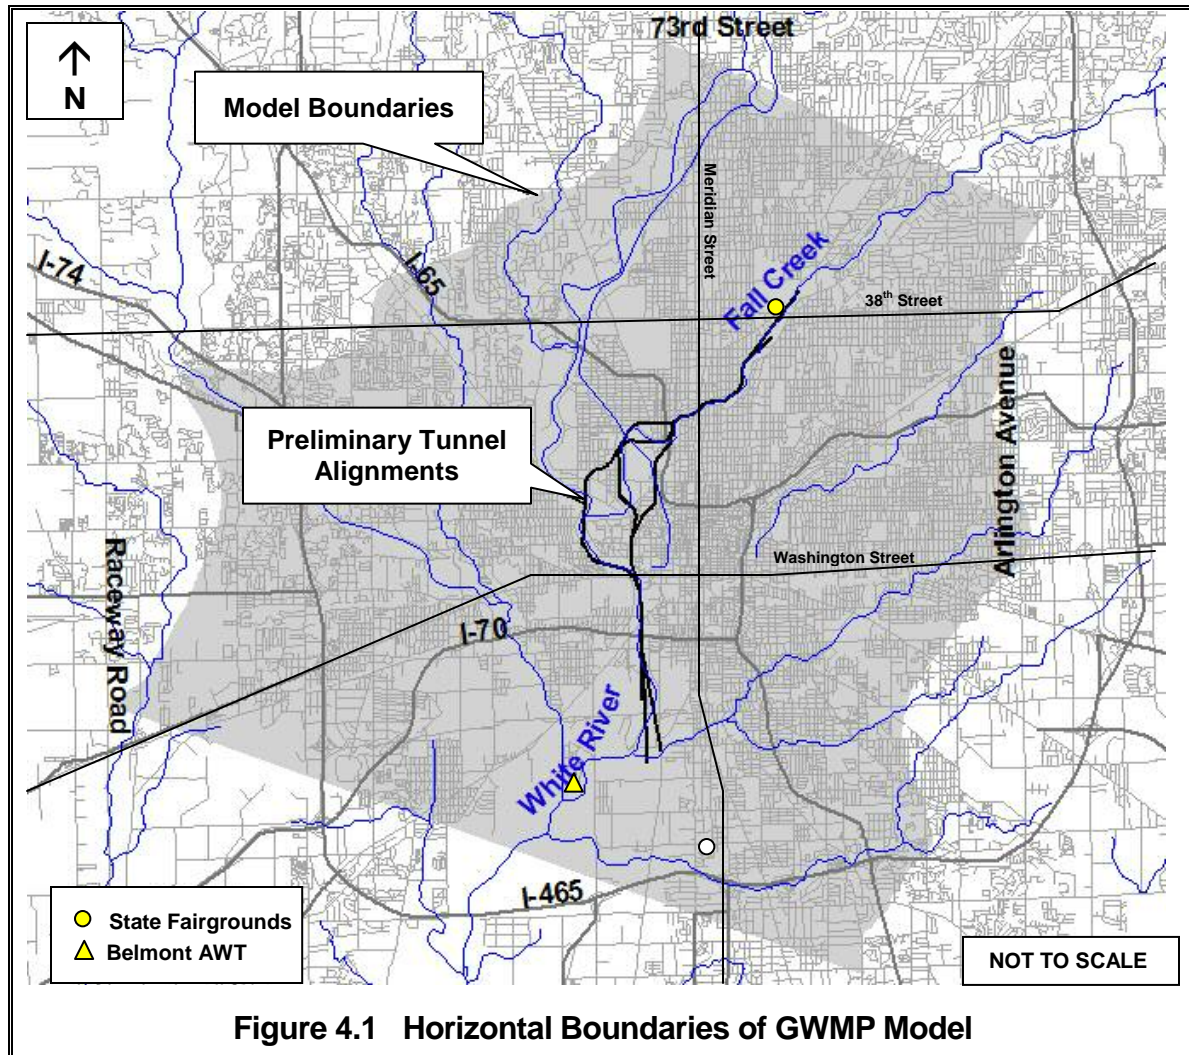 73rd Street
N
Model Boundaries
Meridian Street
I-74
I-65
Fall Creek
38th Street
Arlington Avenue
Preliminary Tunnel
Alignments
Raceway Road
Washington Street
I-70
White River
I-465
State Fairgrounds
Belmont AWT
NOT TO SCALE
Figure 4.1 Horizontal Boundaries of GWMP Model